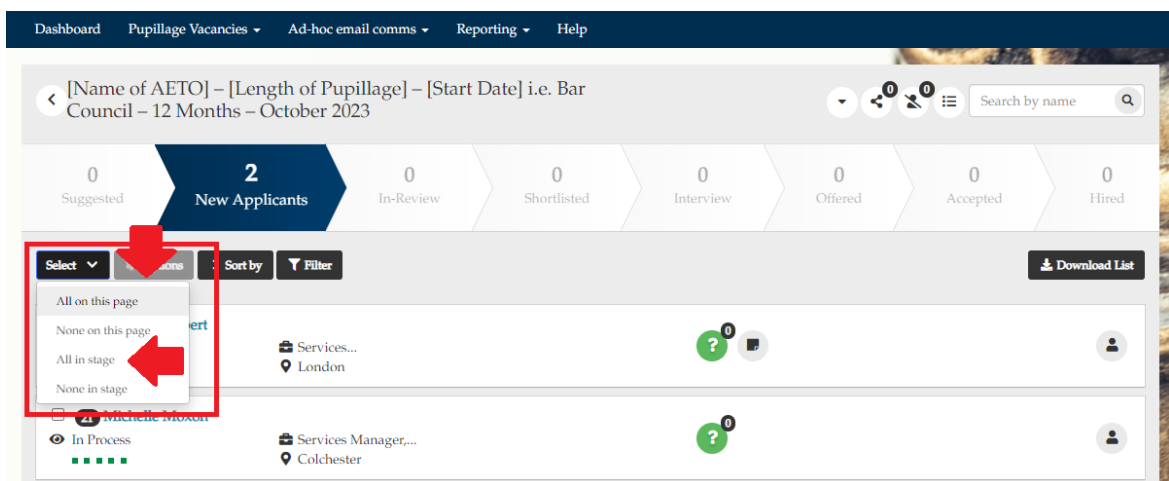 Dashboard Pupillage Vacancies Ad-hoc email comms Reporting Help
[Name of AETO] – [Length of Pupillage] – [Start Date] i.e. Bar
Council – 12 Months – October 2023
0 0 Search by name
0 2 0 0 0 0 0 0
Suggested New Applicants In-Review Shortlisted Interview Offered Accepted Hired
Select Sort by Filter Download List
All on this page
None on this page
All in stage
None in stage
0
? Services...
London
21 Michelle Moxon
0
? In Process Services Manager,...
Colchester